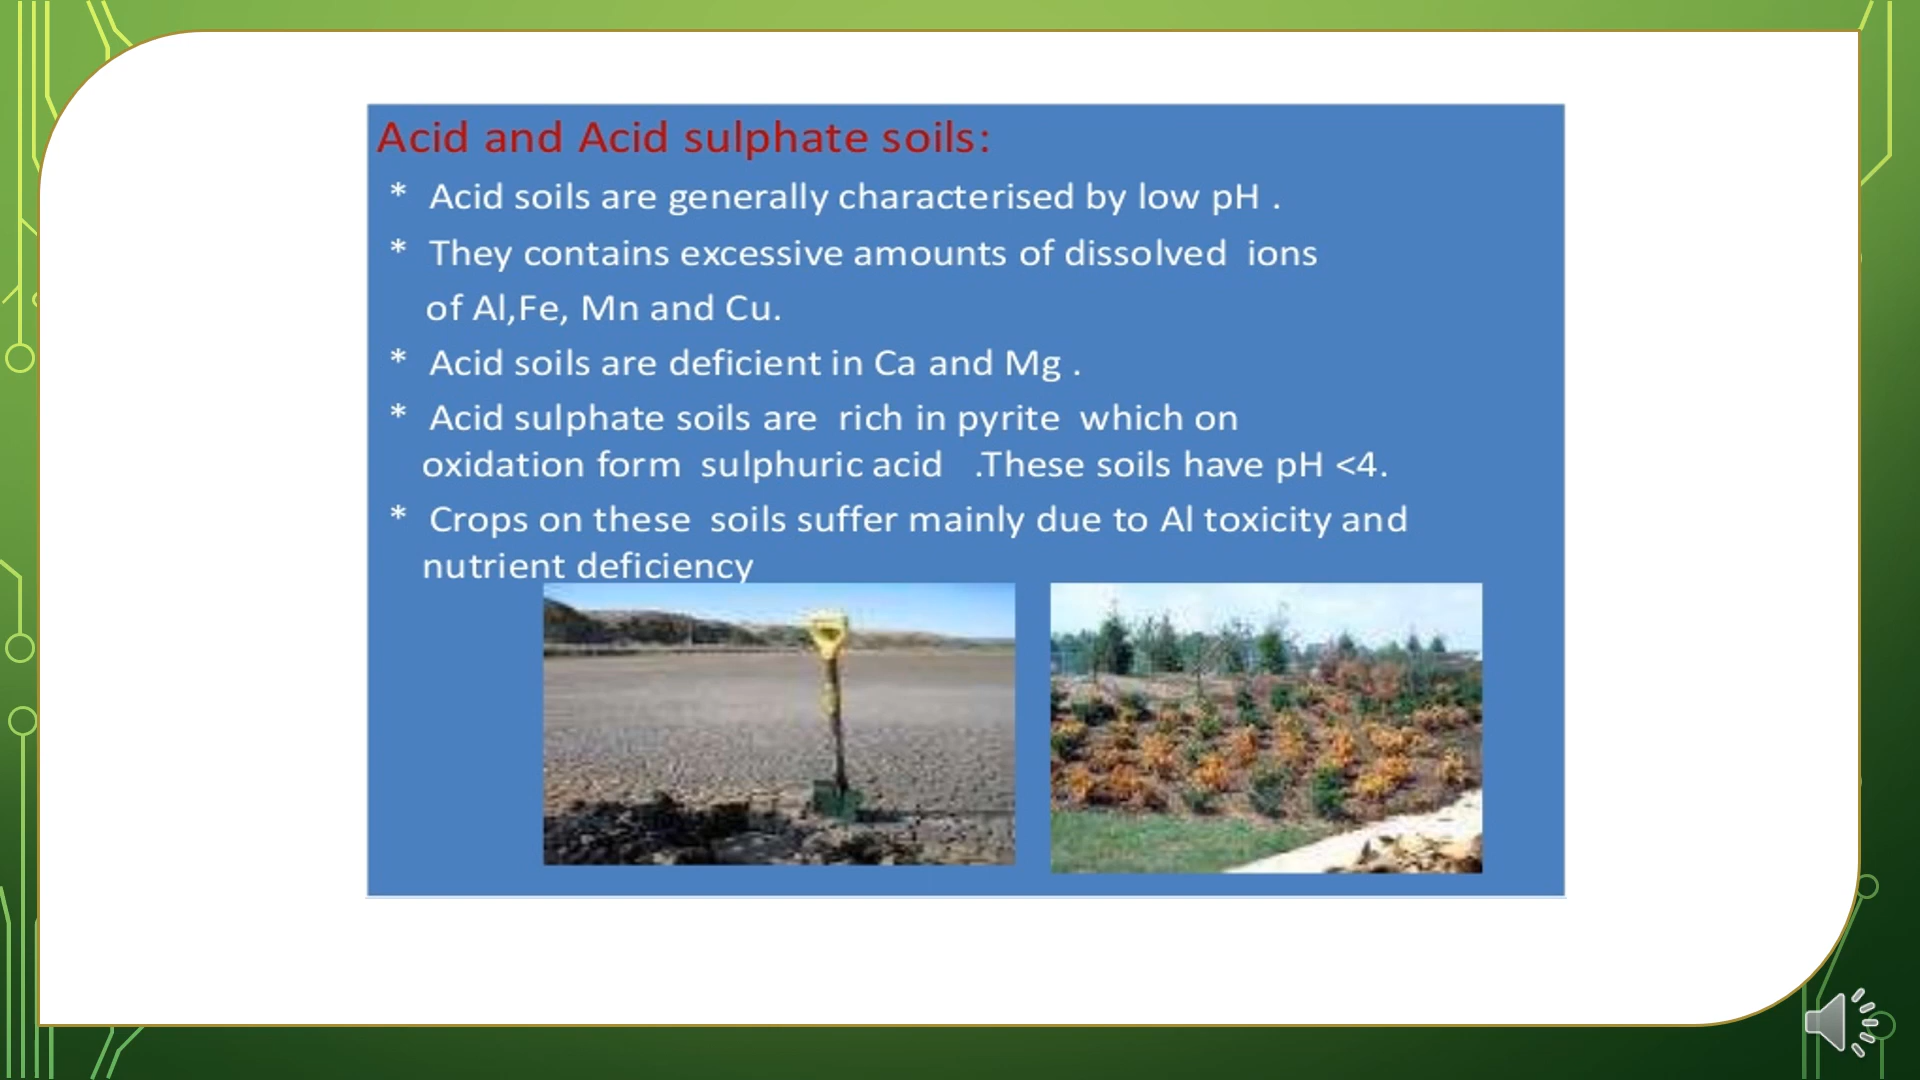 Acid and Acid sulphate soils:
* Acid soils are generally characterised by low pH .
* They contains excessive amounts of dissolved ions
of Al,Fe, Mn and Cu.
* Acid soils are deficient in Ca and Mg .
* Acid sulphate soils are rich in pyrite which on
oxidation form sulphuric acid .These soils have pH <4.
* Crops on these soils suffer mainly due to Al toxicity and
nutrient deficiency